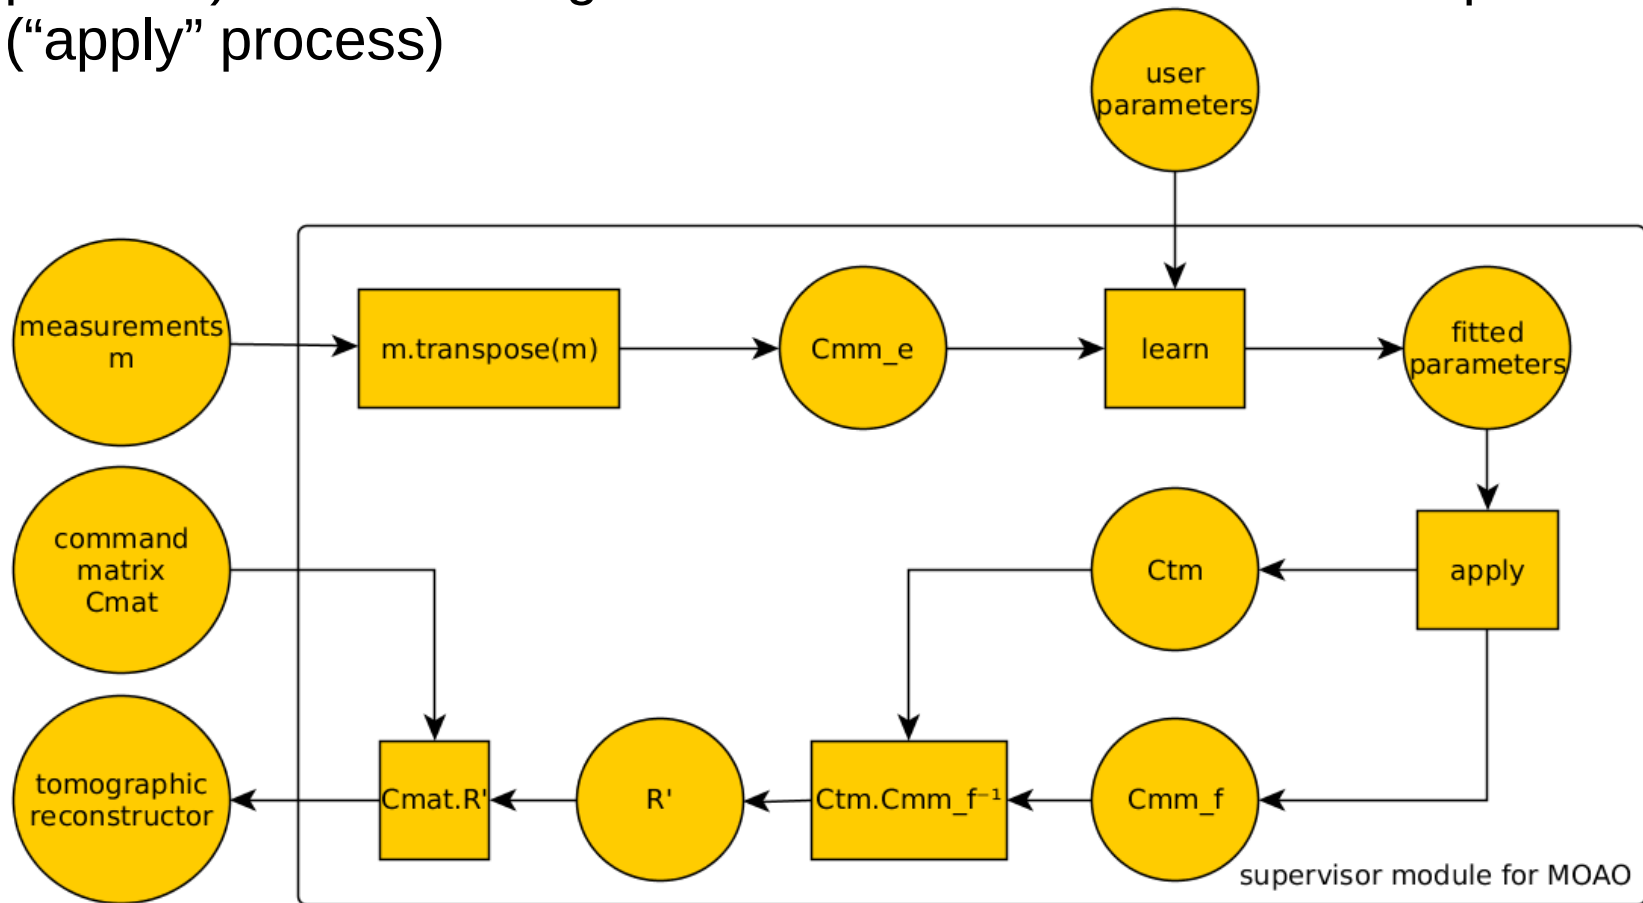 ("apply" process)
user
parameters
measurements
m
m.transpose(m)
Cmm_e
learn
fitted
parameters
command
matrix
Cmat
Ctm
apply
tomographic
reconstructor
Cmat.R'
R'
Ctm.Cmm_f⁻¹
Cmm_f
supervisor module for MOAO